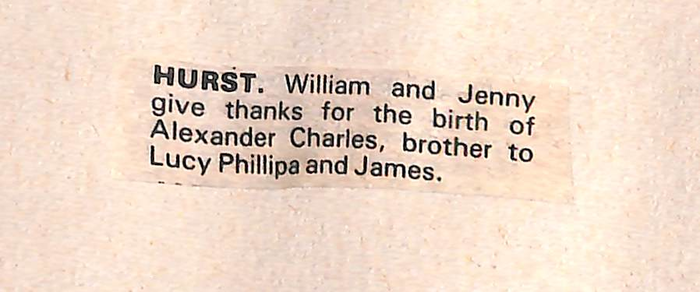 HURST. William and Jenny
give thanks for the birth of
Alexander Charles, brother to
Lucy Phillipa and James.